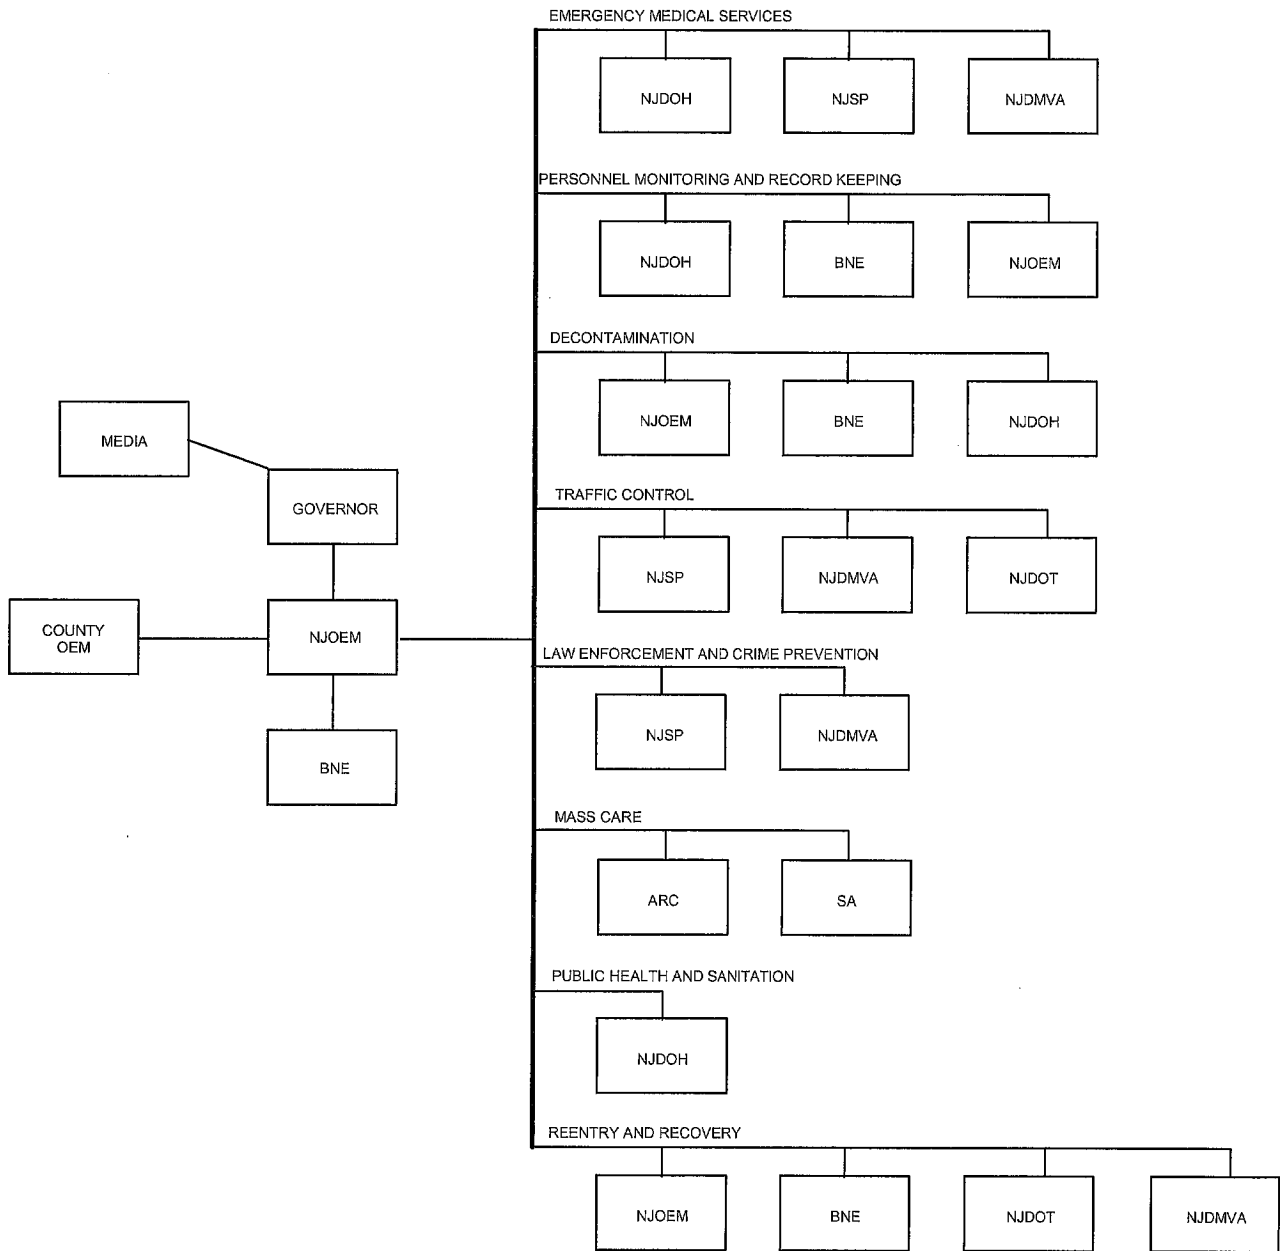 EMERGENCY MEDICAL SERVICES
NJDOH
NJSP
NJDMVA
PERSONNEL MONITORING AND RECORD KEEPING
NJDOH
BNE
NJOEM
DECONTAMINATION
NJOEM
BNE
NJDOH
MEDIA
GOVERNOR
TRAFFIC CONTROL
NJSP
NJDMVA
NJDOT
COUNTY
OEM
NJOEM
BNE
LAW ENFORCEMENT AND CRIME PREVENTION
NJSP
NJDMVA
MASS CARE
ARC
SA
PUBLIC HEALTH AND SANITATION
NJDOH
REENTRY AND RECOVERY
NJOEM
BNE
NJDOT
NJDMVA